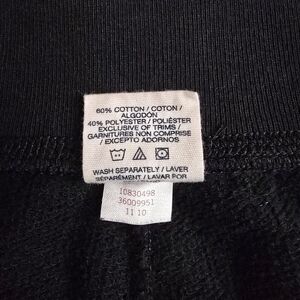 60% COTTON / COTON /
ALGODÓN
40% POLYESTER / POLIÉSTER
EXCLUSIVE OF TRIMS /
GARNITURES NON COMPRISE
/ EXCEPTO ADORNOS
WASH SEPARATELY / LAVER
SÉPARÉMENT / LAVAR POR
10830498
36009951
11 10